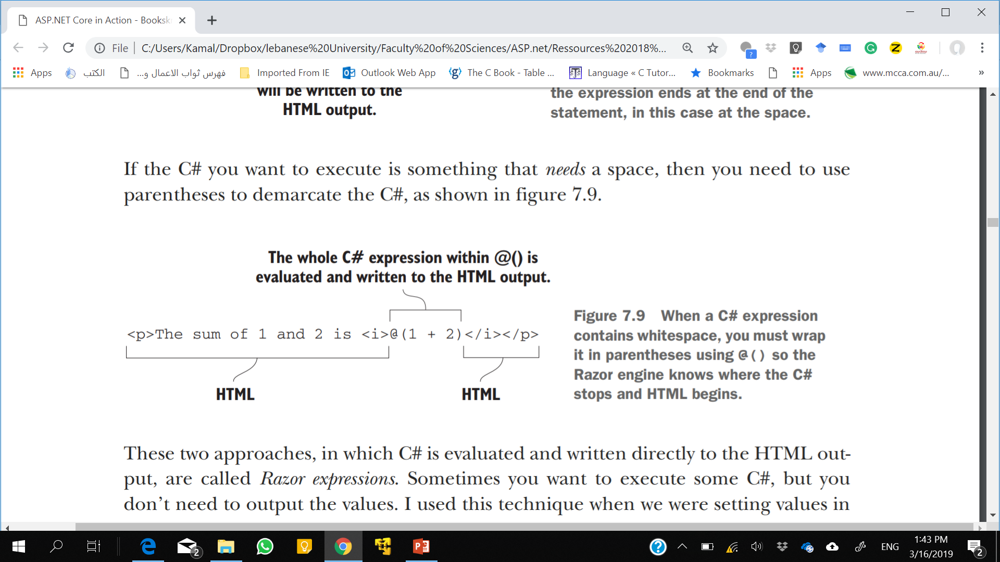 ASP.NET Core in Action - Booksk
File
C:/Users/Kamal/Dropbox/lebanese%20University/Faculty%20of%20Sciences/ASP.net/Ressources%202018%...
Apps
الكتب
فهرس ثواب الاعمال و...
Imported From IE
Outlook Web App
The C Book - Table ...
Language « C Tutor...
Bookmarks
Apps
www.mcca.com.au/...
»
will be written to the
HTML output.
the expression ends at the end of the
statement, in this case at the space.
If the C# you want to execute is something that needs a space, then you need to use
parentheses to demarcate the C#, as shown in figure 7.9.
The whole C# expression within @() is
evaluated and written to the HTML output.
<p>The sum of 1 and 2 is <i>@(1 + 2)</i></p>
HTML
HTML
Figure 7.9 When a C# expression
contains whitespace, you must wrap
it in parentheses using @() so the
Razor engine knows where the C#
stops and HTML begins.
These two approaches, in which C# is evaluated and written directly to the HTML out-
put, are called Razor expressions. Sometimes you want to execute some C#, but you
don't need to output the values. I used this technique when we were setting values in
2
ENG
1:43 PM
3/16/2019
2